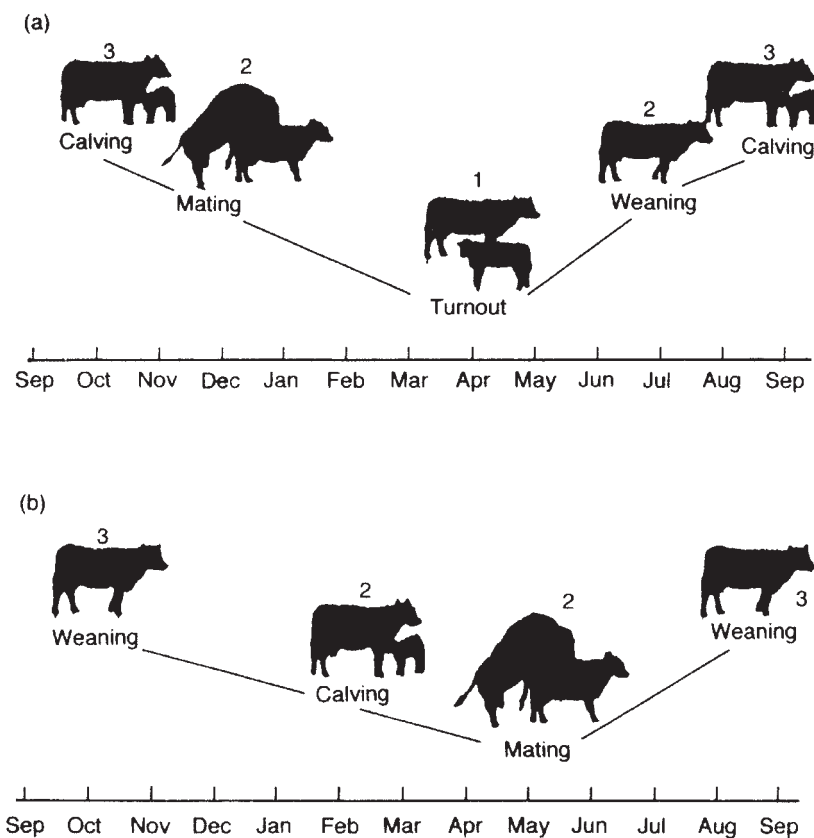 (a)
3
2
3
2
Calving
Calving
1
Mating
Weaning
Turnout
Sep Oct Nov Dec Jan Feb Mar Apr May Jun Jul Aug Sep
(b)
3
2
2
3
Weaning
Weaning
Calving
Mating
Sep Oct Nov Dec Jan Feb Mar Apr May Jun Jul Aug Sep